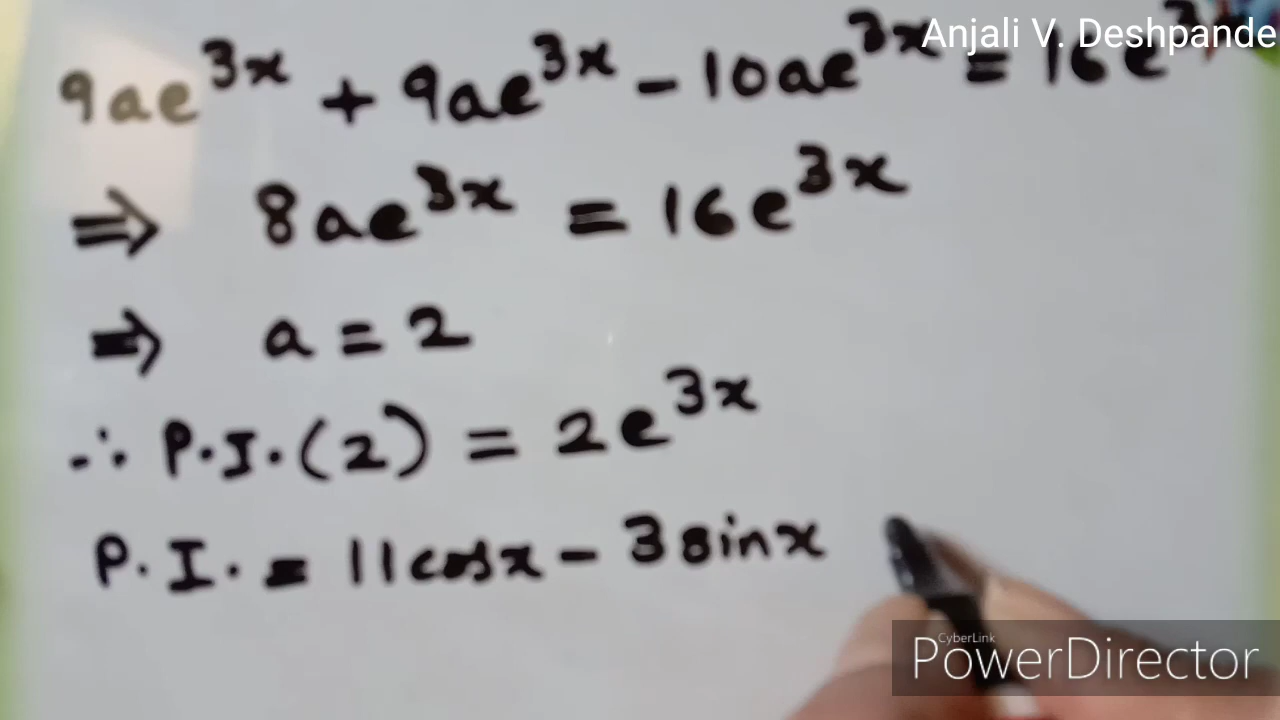 Anjali V. Deshpande
9ae^3x + 9ae^3x - 10ae^3x = 16e^3x
⇒ 8ae^3x = 16e^3x
⇒ a = 2
∴ P.I.(2) = 2e^3x
P.I. = 11cosx - 3sinx
CyberLink
PowerDirector